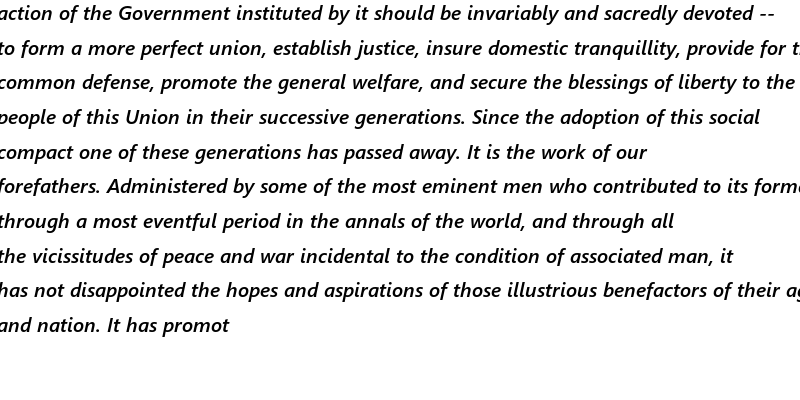 action of the Government instituted by it should be invariably and sacredly devoted --
to form a more perfect union, establish justice, insure domestic tranquillity, provide for
common defense, promote the general welfare, and secure the blessings of liberty to the
people of this Union in their successive generations. Since the adoption of this social
compact one of these generations has passed away. It is the work of our
forefathers. Administered by some of the most eminent men who contributed to its
through a most eventful period in the annals of the world, and through all
the vicissitudes of peace and war incidental to the condition of associated man, it
has not disappointed the hopes and aspirations of those illustrious benefactors of their
and nation. It has promot